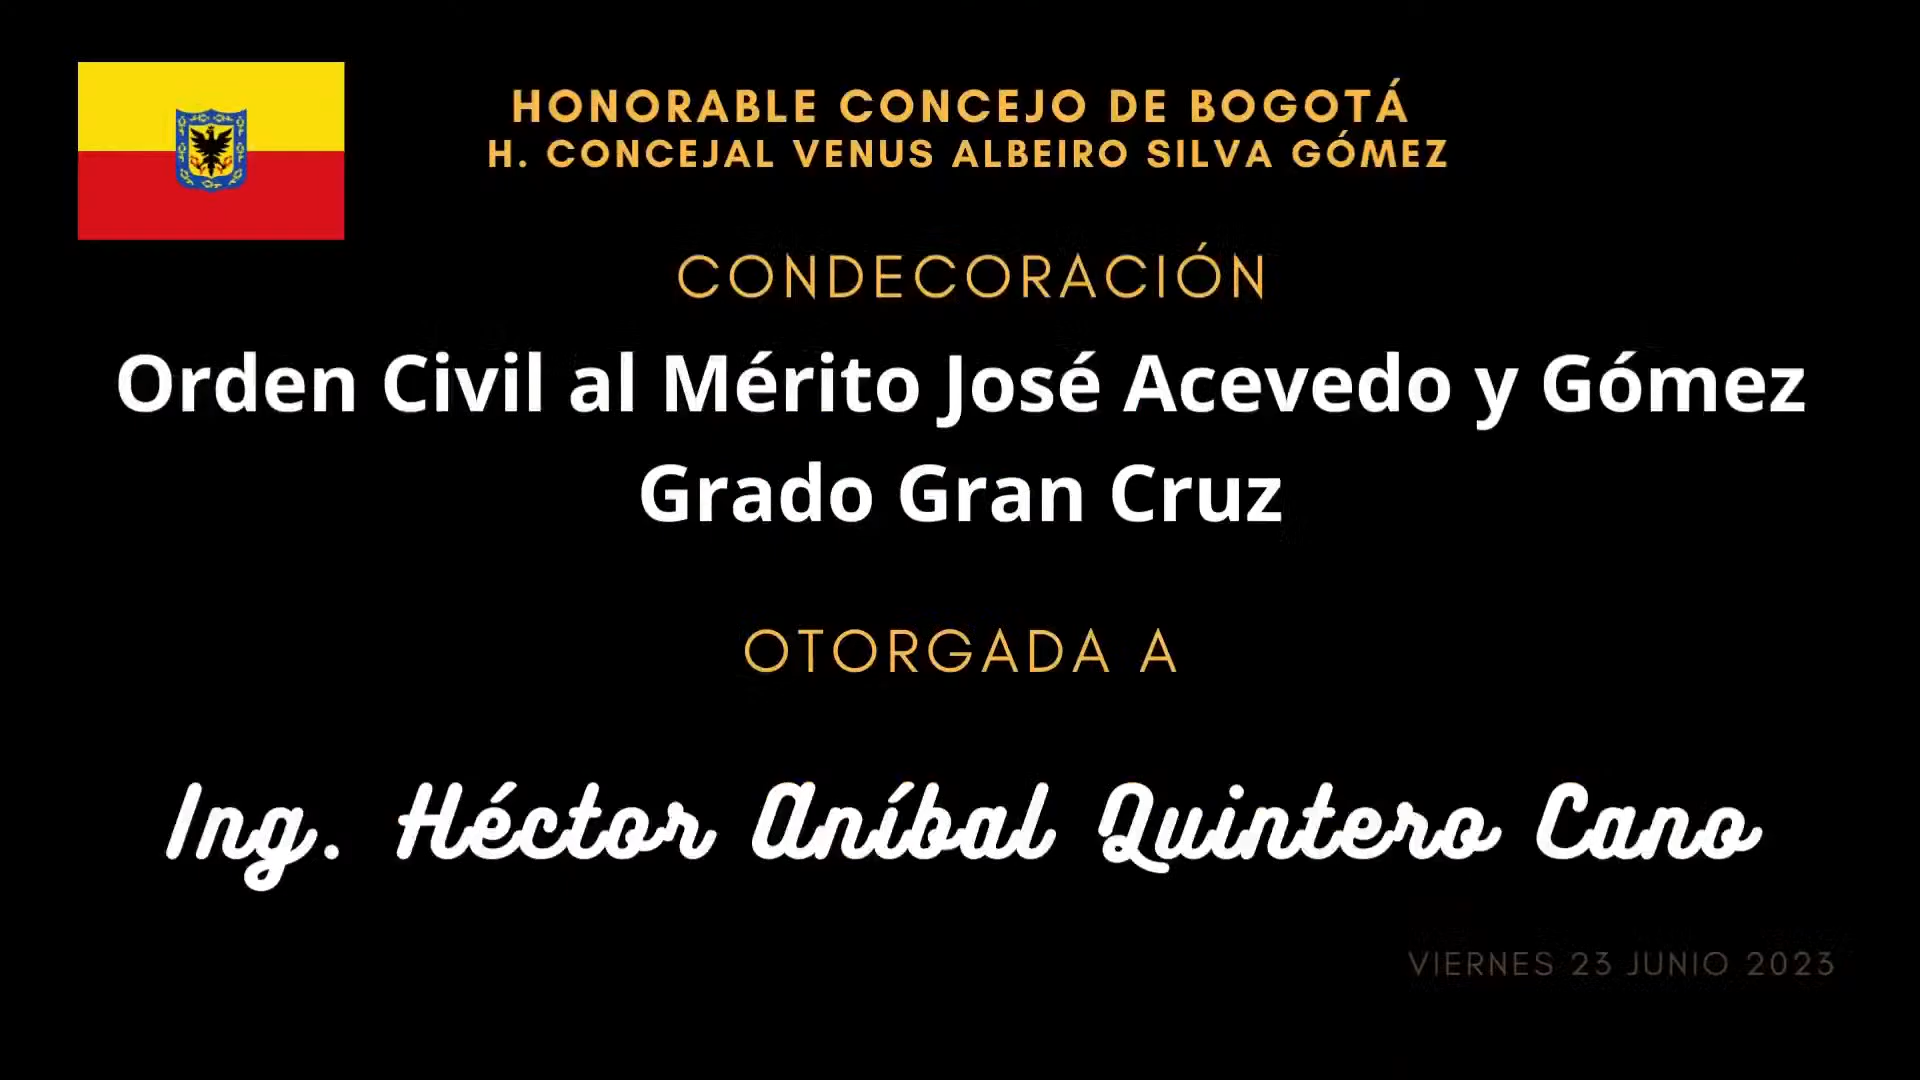 HONORABLE CONCEJO DE BOGOTÁ
H. CONCEJAL VENUS ALBEIRO SILVA GÓMEZ
CONDECORACIÓN
Orden Civil al Mérito José Acevedo y Gómez
Grado Gran Cruz
OTORGADA A
Ing. Héctor Aníbal Quintero Cano
VIERNES 23 JUNIO 2023